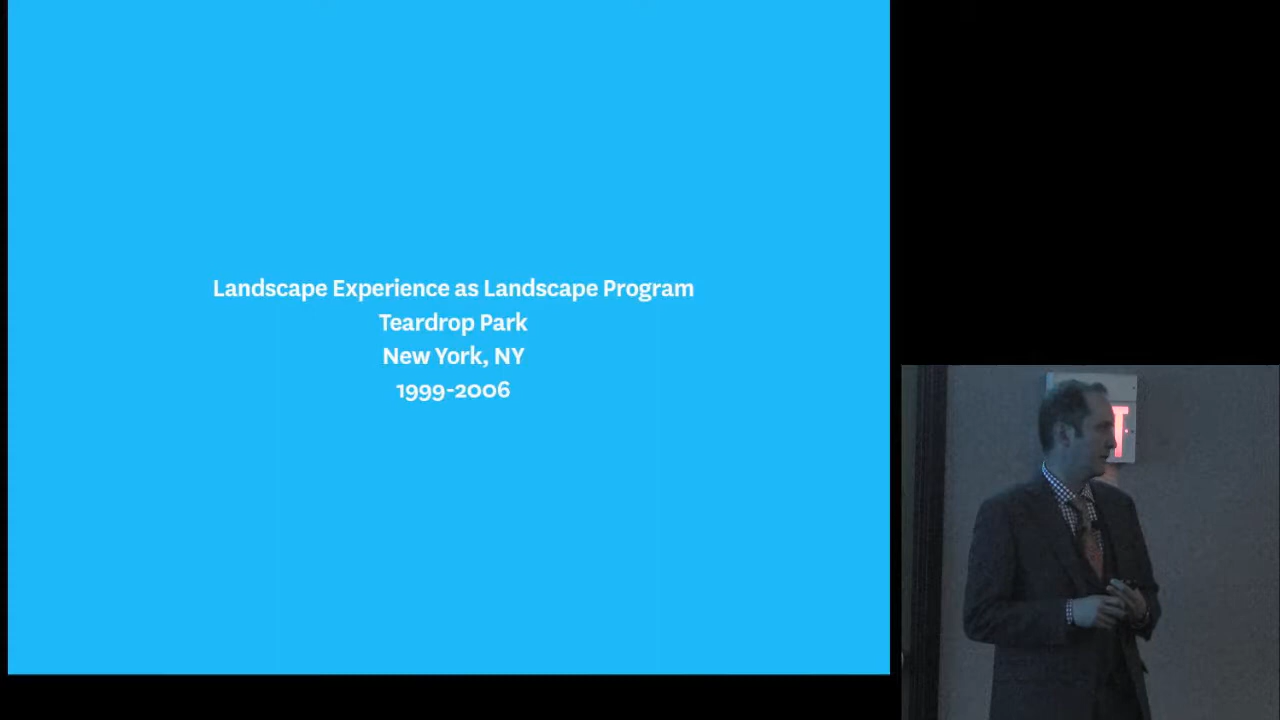 Landscape Experience as Landscape Program
Teardrop Park
New York, NY
1999-2006